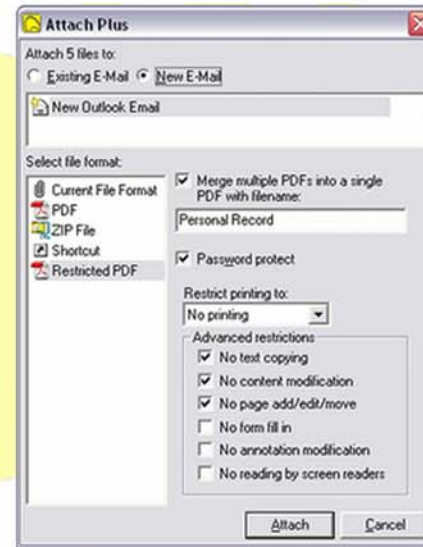 Attach Plus
Attach 5 files to:
Existing E-Mail New E-Mail
New Outlook Email
Select file format:
Current File Format
PDF
ZIP File
Shortcut
Restricted PDF
Merge multiple PDFs into a single
PDF with filename:
Personal Record
Password protect
Restrict printing to:
No printing
Advanced restrictions
No text copying
No content modification
No page add/edit/move
No form fill in
No annotation modification
No reading by screen readers
Attach Cancel